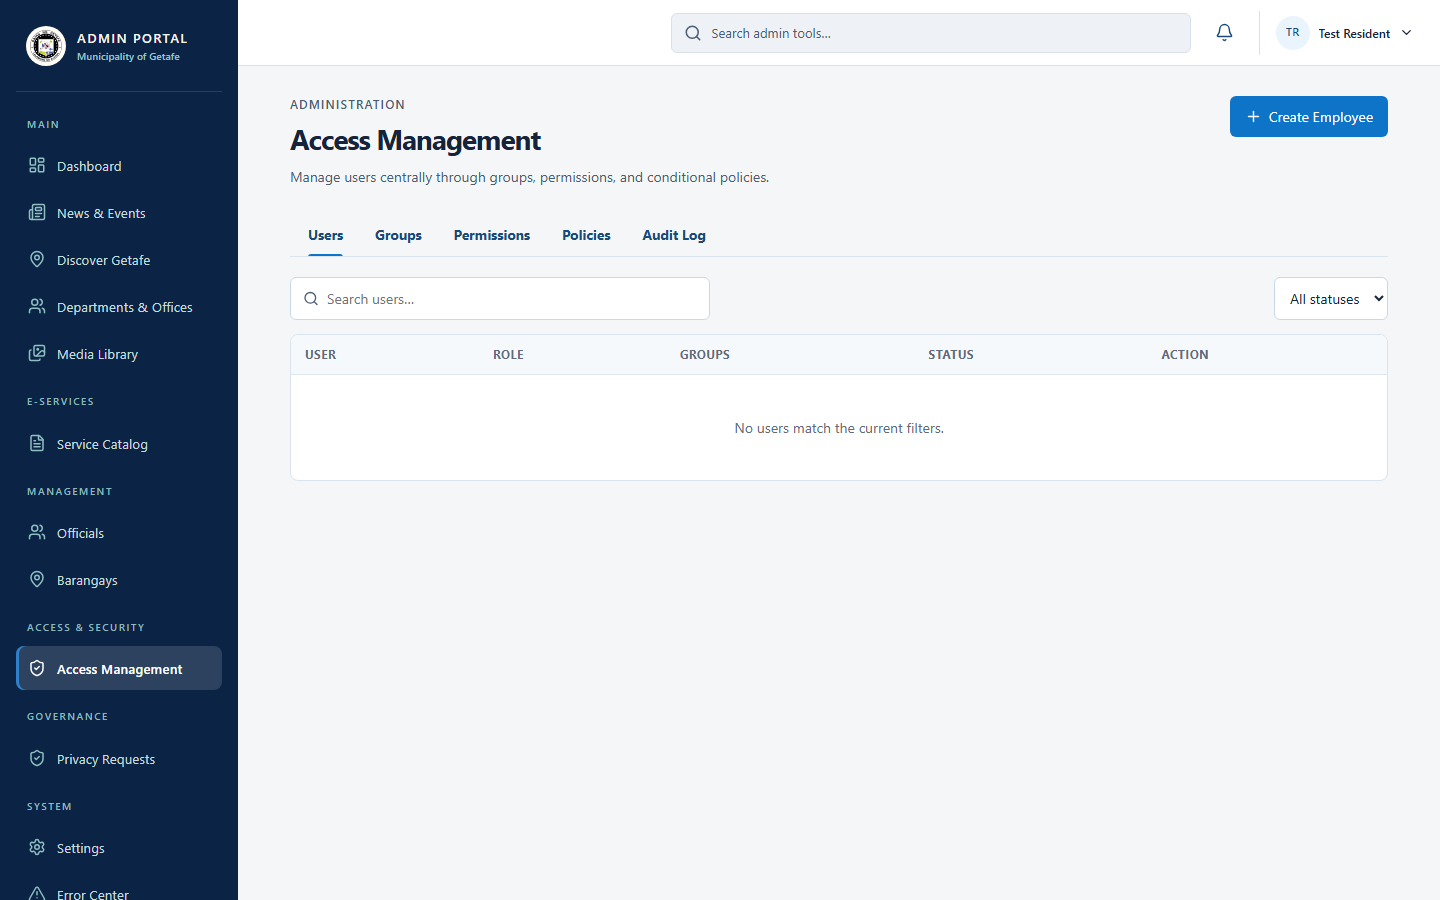 ADMIN PORTAL
Municipality of Getafe
MAIN
Dashboard
News & Events
Discover Getafe
Departments & Offices
Media Library
E-SERVICES
Service Catalog
MANAGEMENT
Officials
Barangays
ACCESS & SECURITY
Access Management
GOVERNANCE
Privacy Requests
SYSTEM
Settings
Error Center
Search admin tools...
TR Test Resident
ADMINISTRATION
Access Management
Manage users centrally through groups, permissions, and conditional policies.
Create Employee
Users Groups Permissions Policies Audit Log
Search users...
All statuses
USER ROLE GROUPS STATUS ACTION
No users match the current filters.